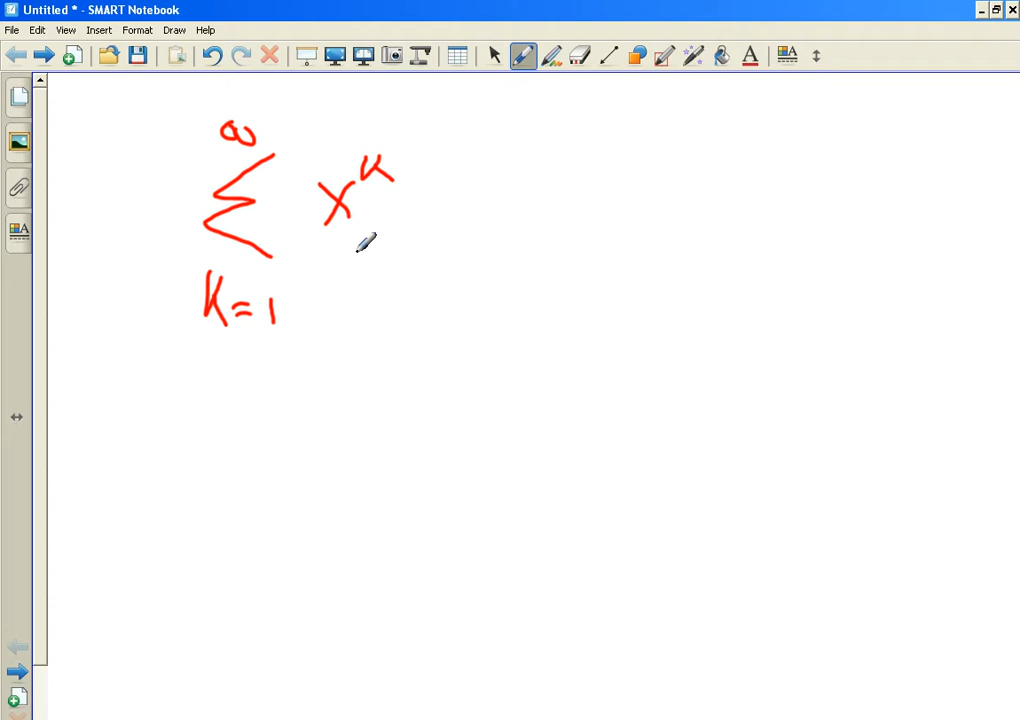 Untitled * - SMART Notebook
File Edit View Insert Format Draw Help
∞
Σ x^k
k=1